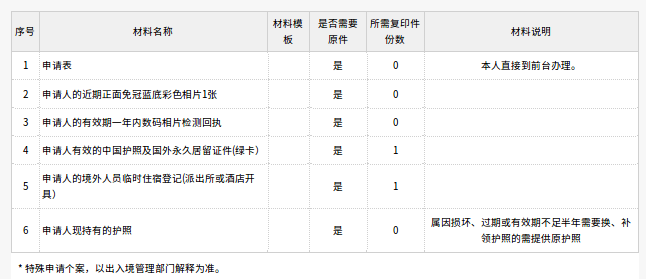 序号 材料名称 材料模板 是否需要原件 所需复印件份数 材料说明
1 申请表 是 0 本人直接到前台办理。
2 申请人的近期正面免冠蓝底彩色相片1张 是 0
3 申请人的有效期一年内数码相片检测回执 是 0
4 申请人有效的中国护照及国外永久居留证件(绿卡) 是 1
5 申请人的境外人员临时住宿登记(派出所或酒店开具) 是 1
6 申请人现持有的护照 是 0 属因损坏、过期或有效期不足半年需要换、补领护照的需提供原护照
* 特殊申请个案，以出入境管理部门解释为准。